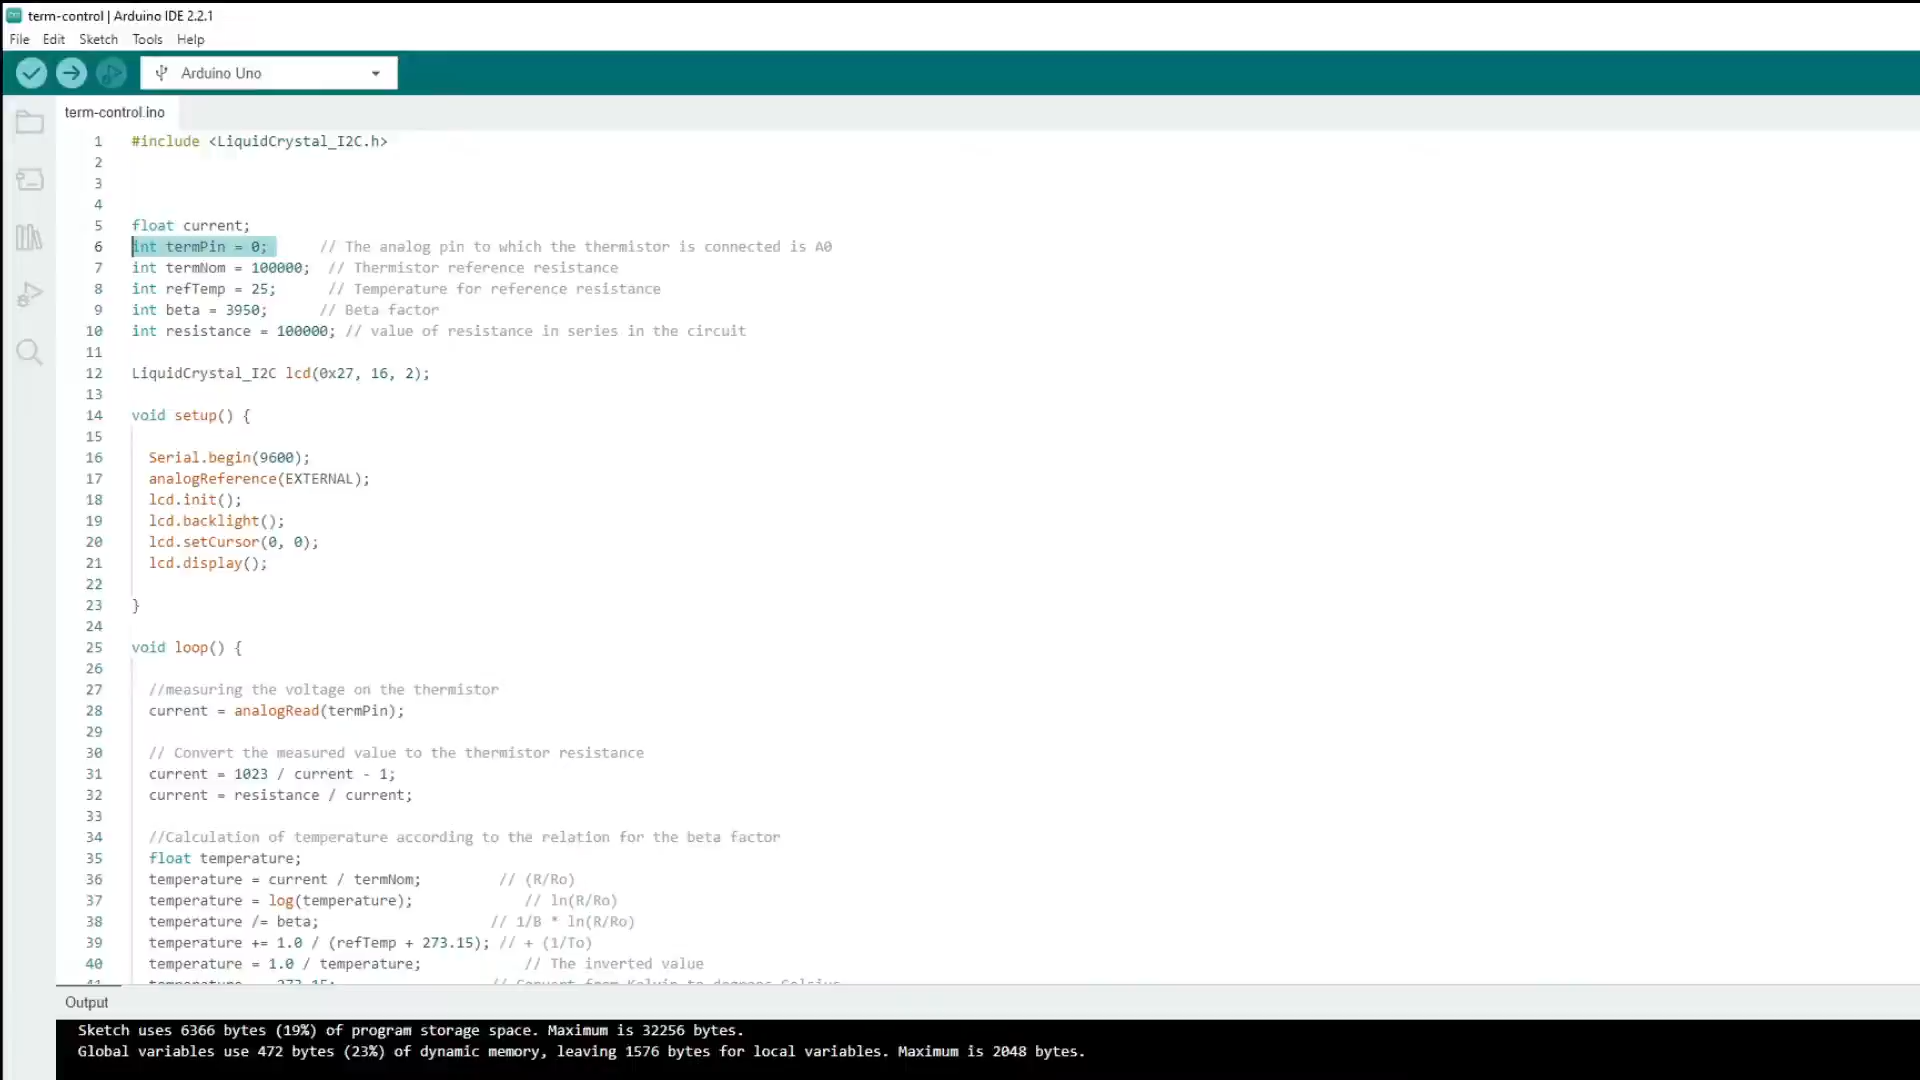 term-control | Arduino IDE 2.2.1
File Edit Sketch Tools Help
Arduino Uno
term-control.ino
1 #include <LiquidCrystal_I2C.h>
2
3
4
5 float current;
6 int termPin = 0; // The analog pin to which the thermistor is connected is A0
7 int termNom = 100000; // Thermistor reference resistance
8 int refTemp = 25; // Temperature for reference resistance
9 int beta = 3950; // Beta factor
10 int resistance = 100000; // value of resistance in series in the circuit
11
12 LiquidCrystal_I2C lcd(0x27, 16, 2);
13
14 void setup() {
15
16 Serial.begin(9600);
17 analogReference(EXTERNAL);
18 lcd.init();
19 lcd.backlight();
20 lcd.setCursor(0, 0);
21 lcd.display();
22
23 }
24
25 void loop() {
26
27 //measuring the voltage on the thermistor
28 current = analogRead(termPin);
29
30 // Convert the measured value to the thermistor resistance
31 current = 1023 / current - 1;
32 current = resistance / current;
33
34 //Calculation of temperature according to the relation for the beta factor
35 float temperature;
36 temperature = current / termNom; // (R/Ro)
37 temperature = log(temperature); // ln(R/Ro)
38 temperature /= beta; // 1/B * ln(R/Ro)
39 temperature += 1.0 / (refTemp + 273.15); // + (1/To)
40 temperature = 1.0 / temperature; // The inverted value
41 temperature 273.15; // Convert from Kelvin to degrees Celsius
Output
Sketch uses 6366 bytes (19%) of program storage space. Maximum is 32256 bytes.
Global variables use 472 bytes (23%) of dynamic memory, leaving 1576 bytes for local variables. Maximum is 2048 bytes.